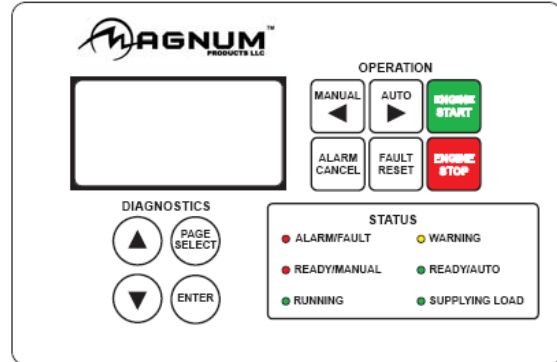 MAGNUM™
PRODUCTS LLC
OPERATION
MANUAL
AUTO
ENGINE
START
ALARM
CANCEL
FAULT
RESET
ENGINE
STOP
DIAGNOSTICS
PAGE
SELECT
ENTER
STATUS
ALARM/FAULT
WARNING
READY/MANUAL
READY/AUTO
RUNNING
SUPPLYING LOAD